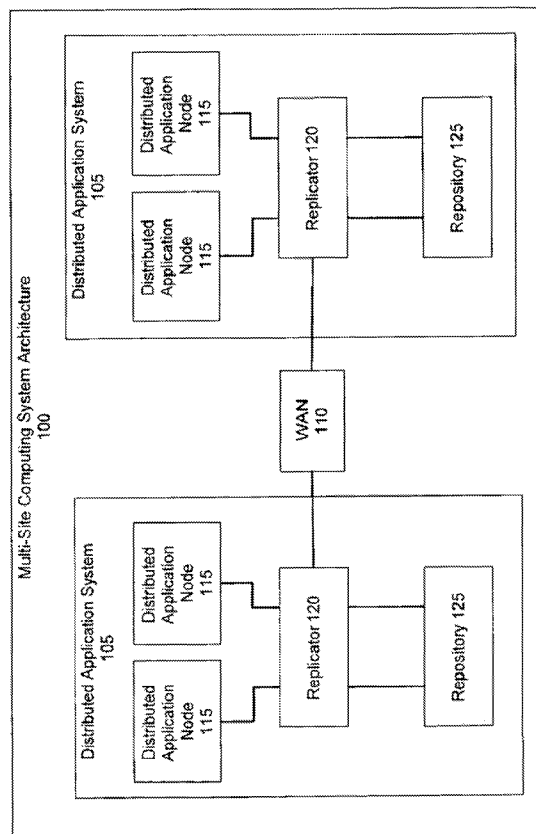 Multi-Site Computing System Architecture
100
Distributed Application System
105
Distributed
Application
Node
115
Distributed
Application
Node
115
Replicator 120
Repository 125
WAN
110
Distributed Application System
105
Distributed
Application
Node
115
Distributed
Application
Node
115
Replicator 120
Repository 125